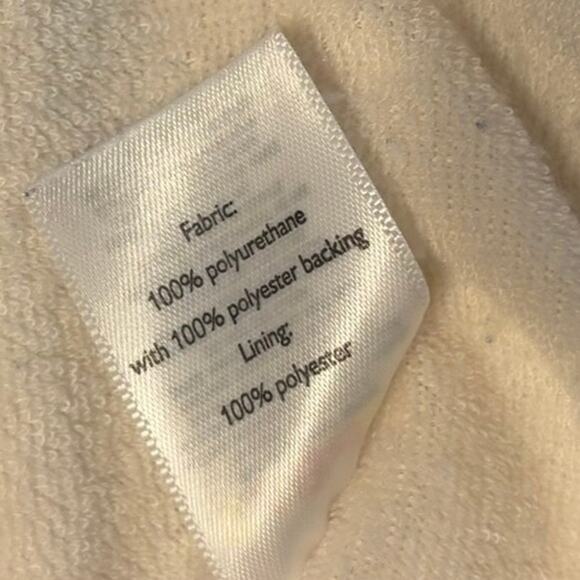 Fabric:
100% polyurethane
with 100% polyester backing
Lining:
100% polyester